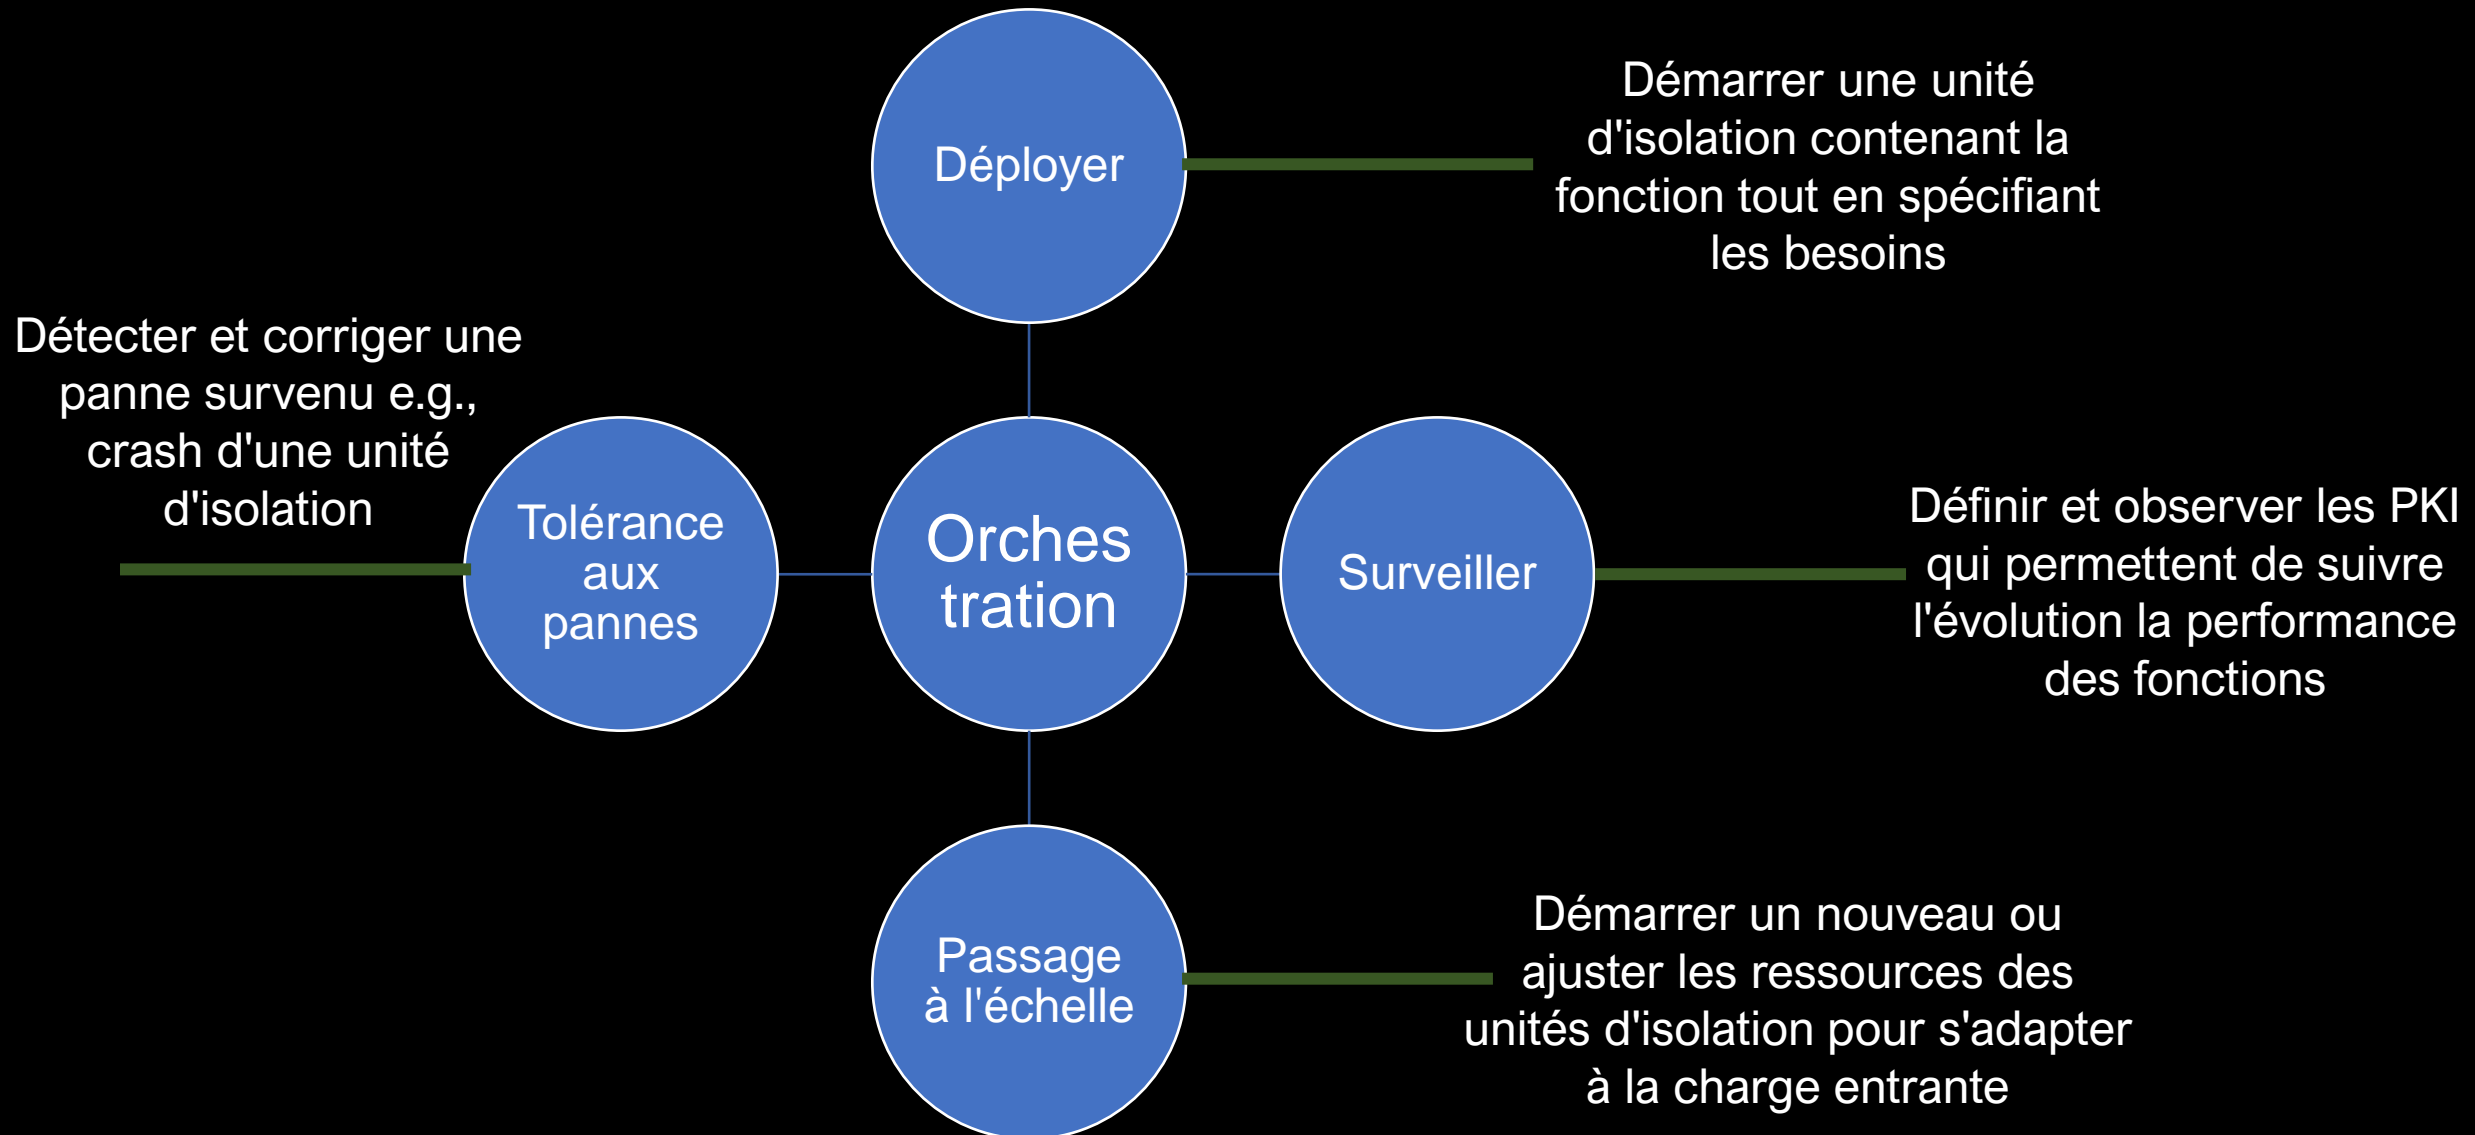 Déployer
Démarrer une unité
d'isolation contenant la
fonction tout en spécifiant
les besoins
Détecter et corriger une
panne survenu e.g.,
crash d'une unité
d'isolation
Tolérance
aux
pannes
Orches
tration
Surveiller
Définir et observer les PKI
qui permettent de suivre
l'évolution la performance
des fonctions
Passage
à l'échelle
Démarrer un nouveau ou
ajuster les ressources des
unités d'isolation pour s'adapter
à la charge entrante